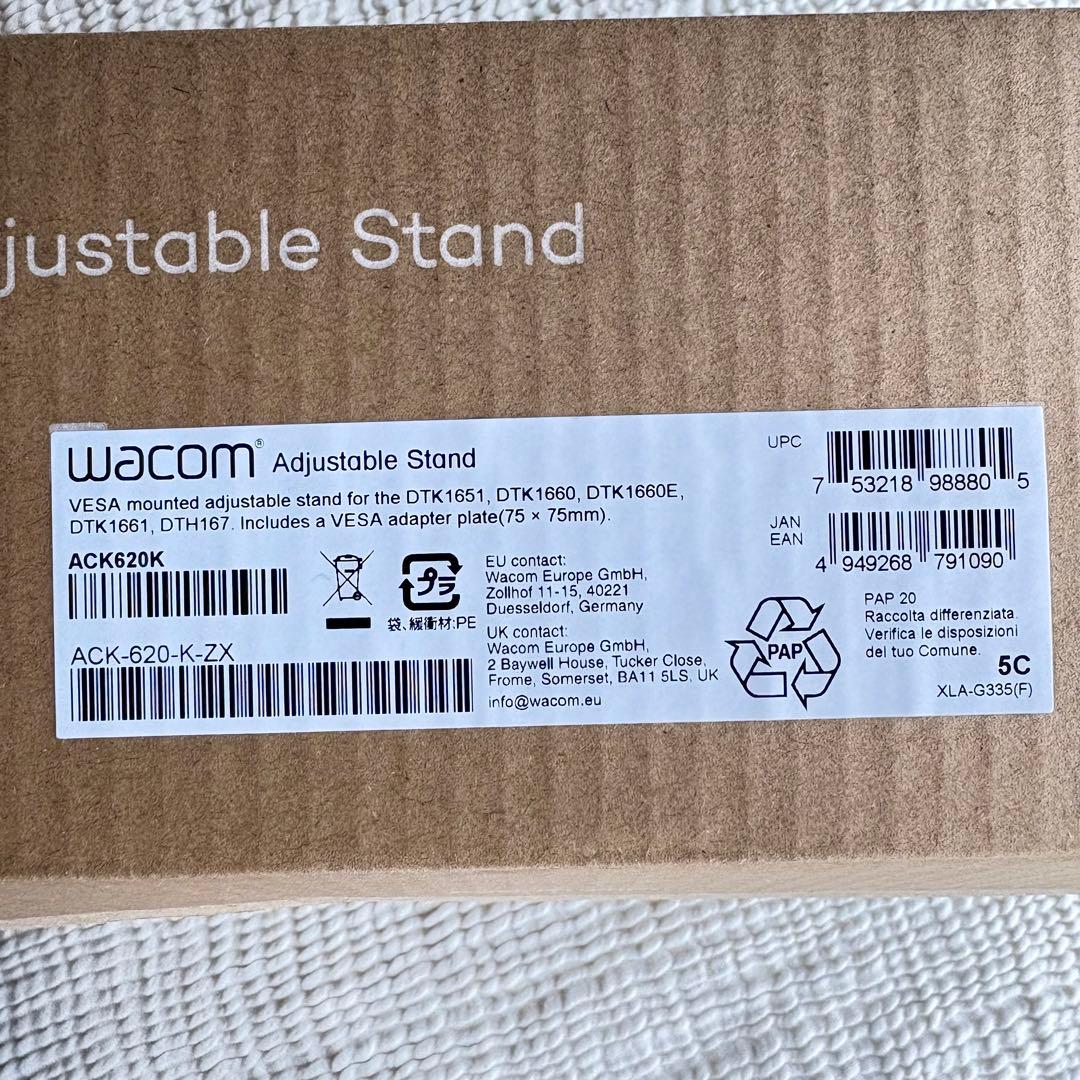 justable Stand
wacom® Adjustable Stand
VESA mounted adjustable stand for the DTK1651, DTK1660, DTK1660E,
DTK1661, DTH167. Includes a VESA adapter plate(75 × 75mm).
ACK620K
ACK-620-K-ZX
プラ
袋、緩衝材:PE
EU contact:
Wacom Europe GmbH,
Zollhof 11-15, 40221
Duesseldorf, Germany
UK contact:
Wacom Europe GmbH,
2 Baywell House, Tucker Close,
Frome, Somerset, BA11 5LS, UK
info@wacom.eu
UPC
7 53218 98880 5
JAN
EAN
4 949268 791090
PAP
PAP 20
Raccolta differenziata.
Verifica le disposizioni
del tuo Comune.
5C
XLA-G335(F)